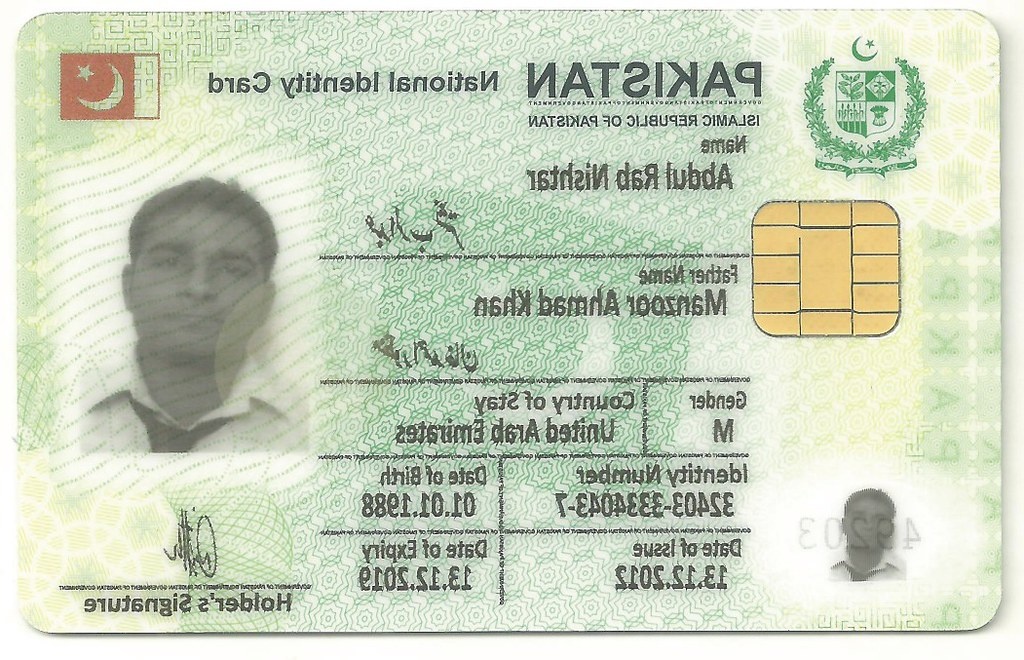 PAKISTAN National Identity Card
ISLAMIC REPUBLIC OF PAKISTAN
Name
Abdul Rab Nishtar
Father Name
Manzoor Ahmad Khan
Gender Country of Stay
M United Arab Emirates
Identity Number Date of Birth
32403-3334043-7 01.01.1988
49203
Date of Issue Date of Expiry
13.12.2012 13.12.2019
Holder's Signature